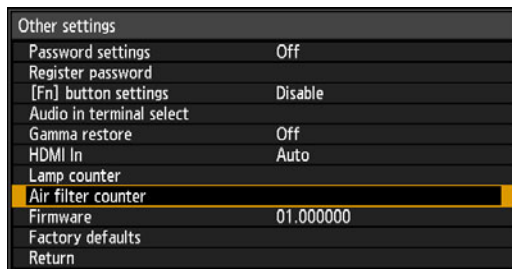 Other settings
Password settings Off
Register password
[Fn] button settings Disable
Audio in terminal select
Gamma restore Off
HDMI In Auto
Lamp counter
Air filter counter
Firmware 01.000000
Factory defaults
Return